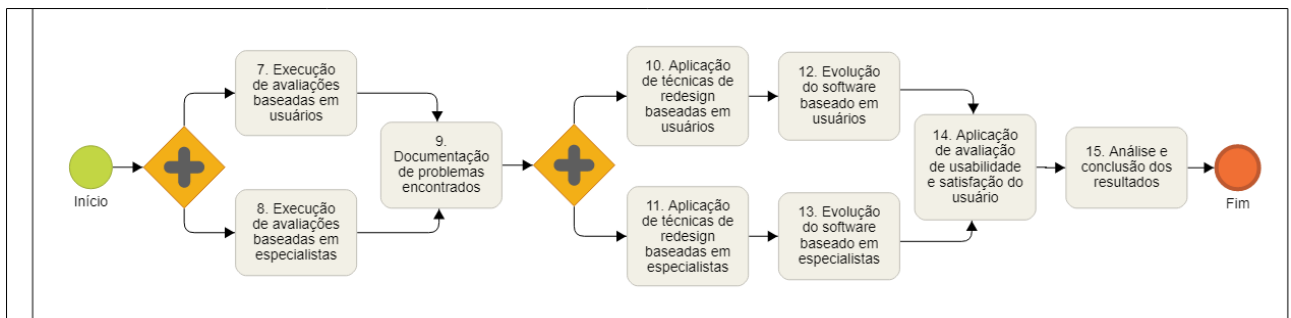 Início
7. Execução
de avaliações
baseadas em
usuários
8. Execução
de avaliações
baseadas em
especialistas
9.
Documentação
de problemas
encontrados
10. Aplicação
de técnicas de
redesign
baseadas em
usuários
11. Aplicação
de técnicas de
redesign
baseadas em
especialistas
12. Evolução
do software
baseado em
usuários
13. Evolução
do software
baseado em
especialistas
14. Aplicação
de avaliação
de usabilidade
e satisfação do
usuário
15. Análise e
conclusão dos
resultados
Fim